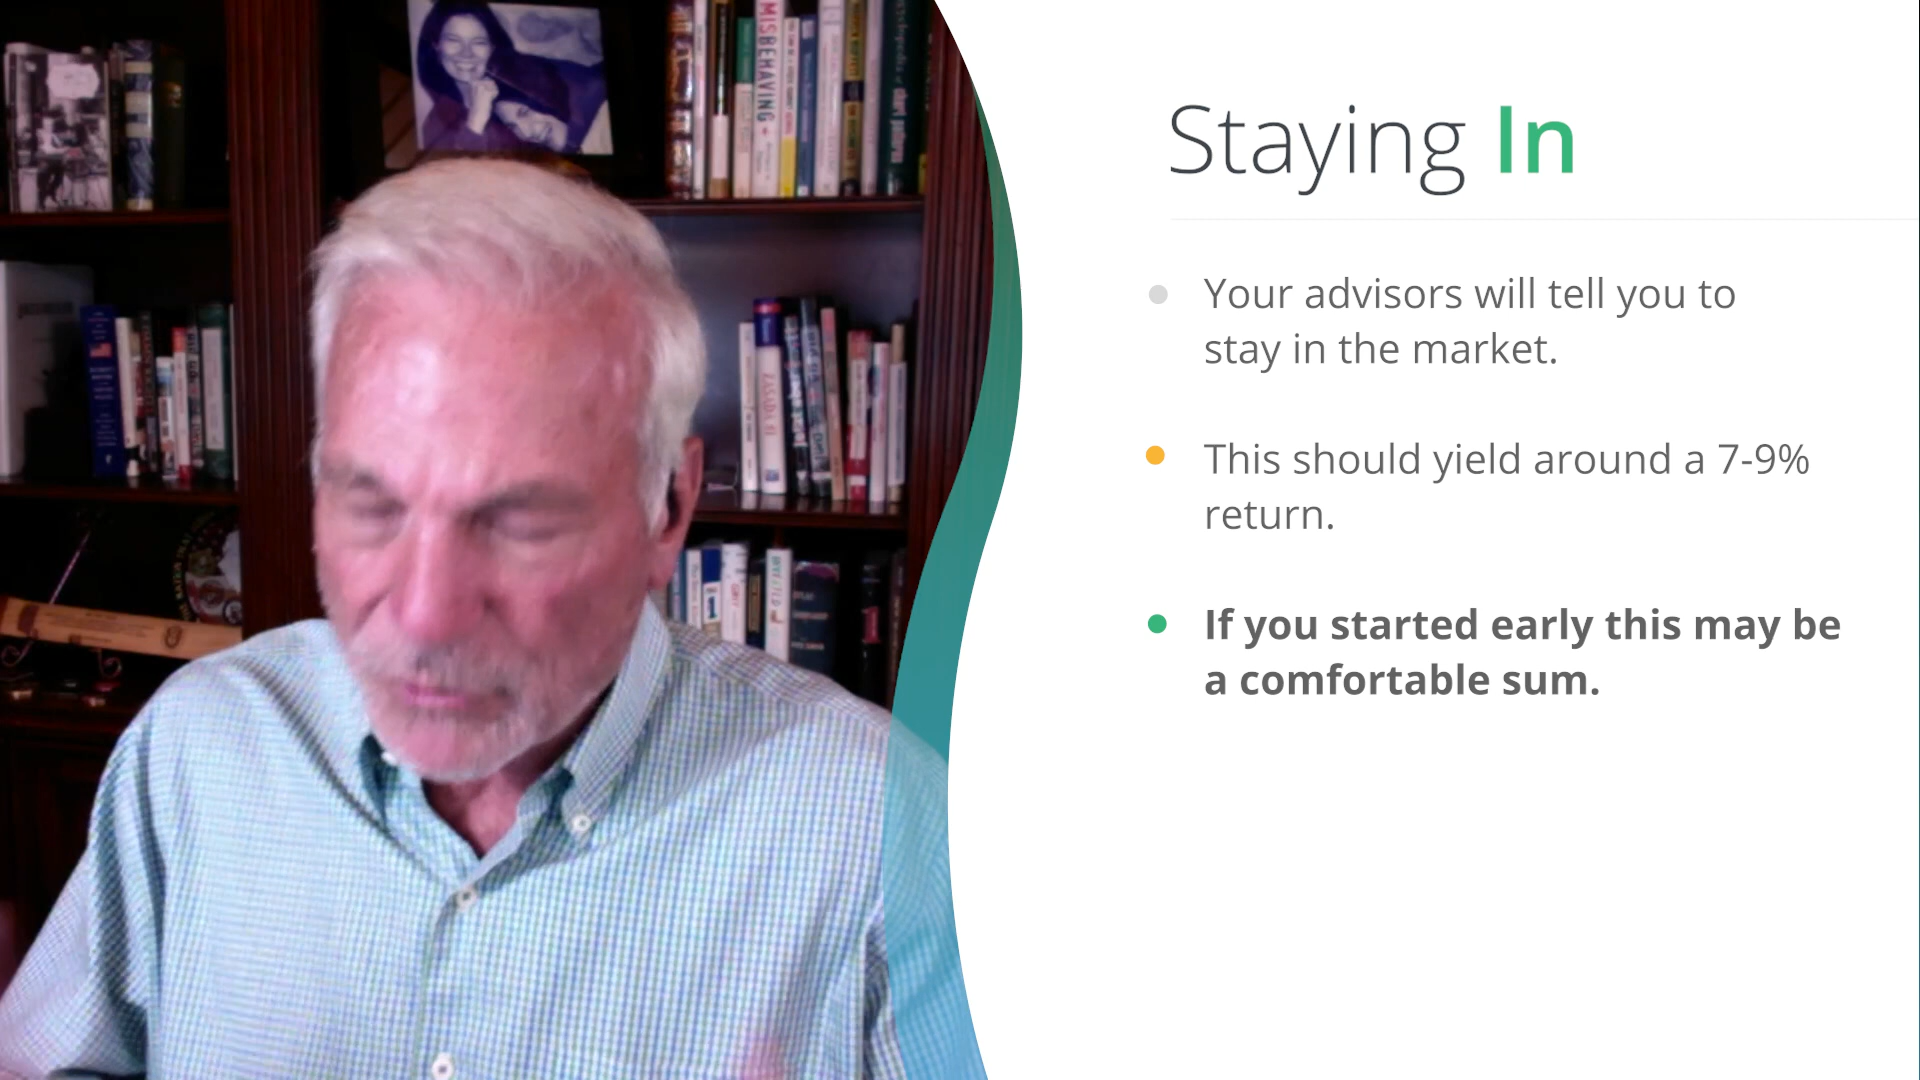 MISBEHAVING
Staying In
Your advisors will tell you to
stay in the market.
This should yield around a 7-9%
return.
If you started early this may be
a comfortable sum.